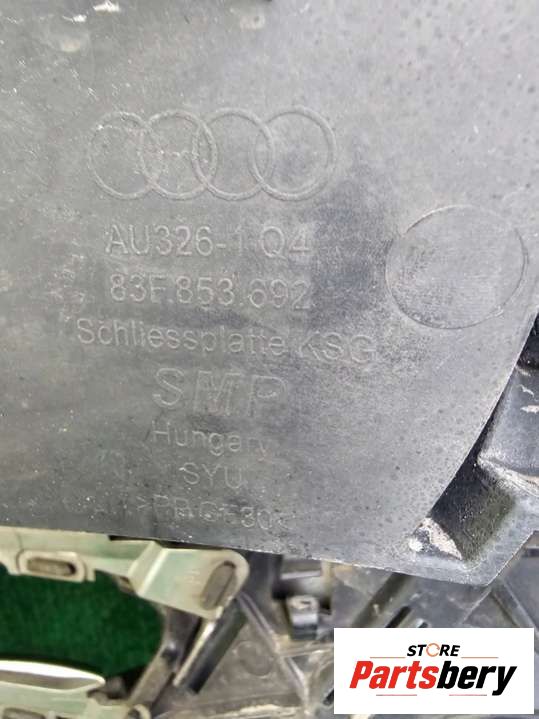 AU326-1 Q4
83F.853.692
Schliessplatte KSG
SMP
Hungary
SYU
STORE
Partsbery